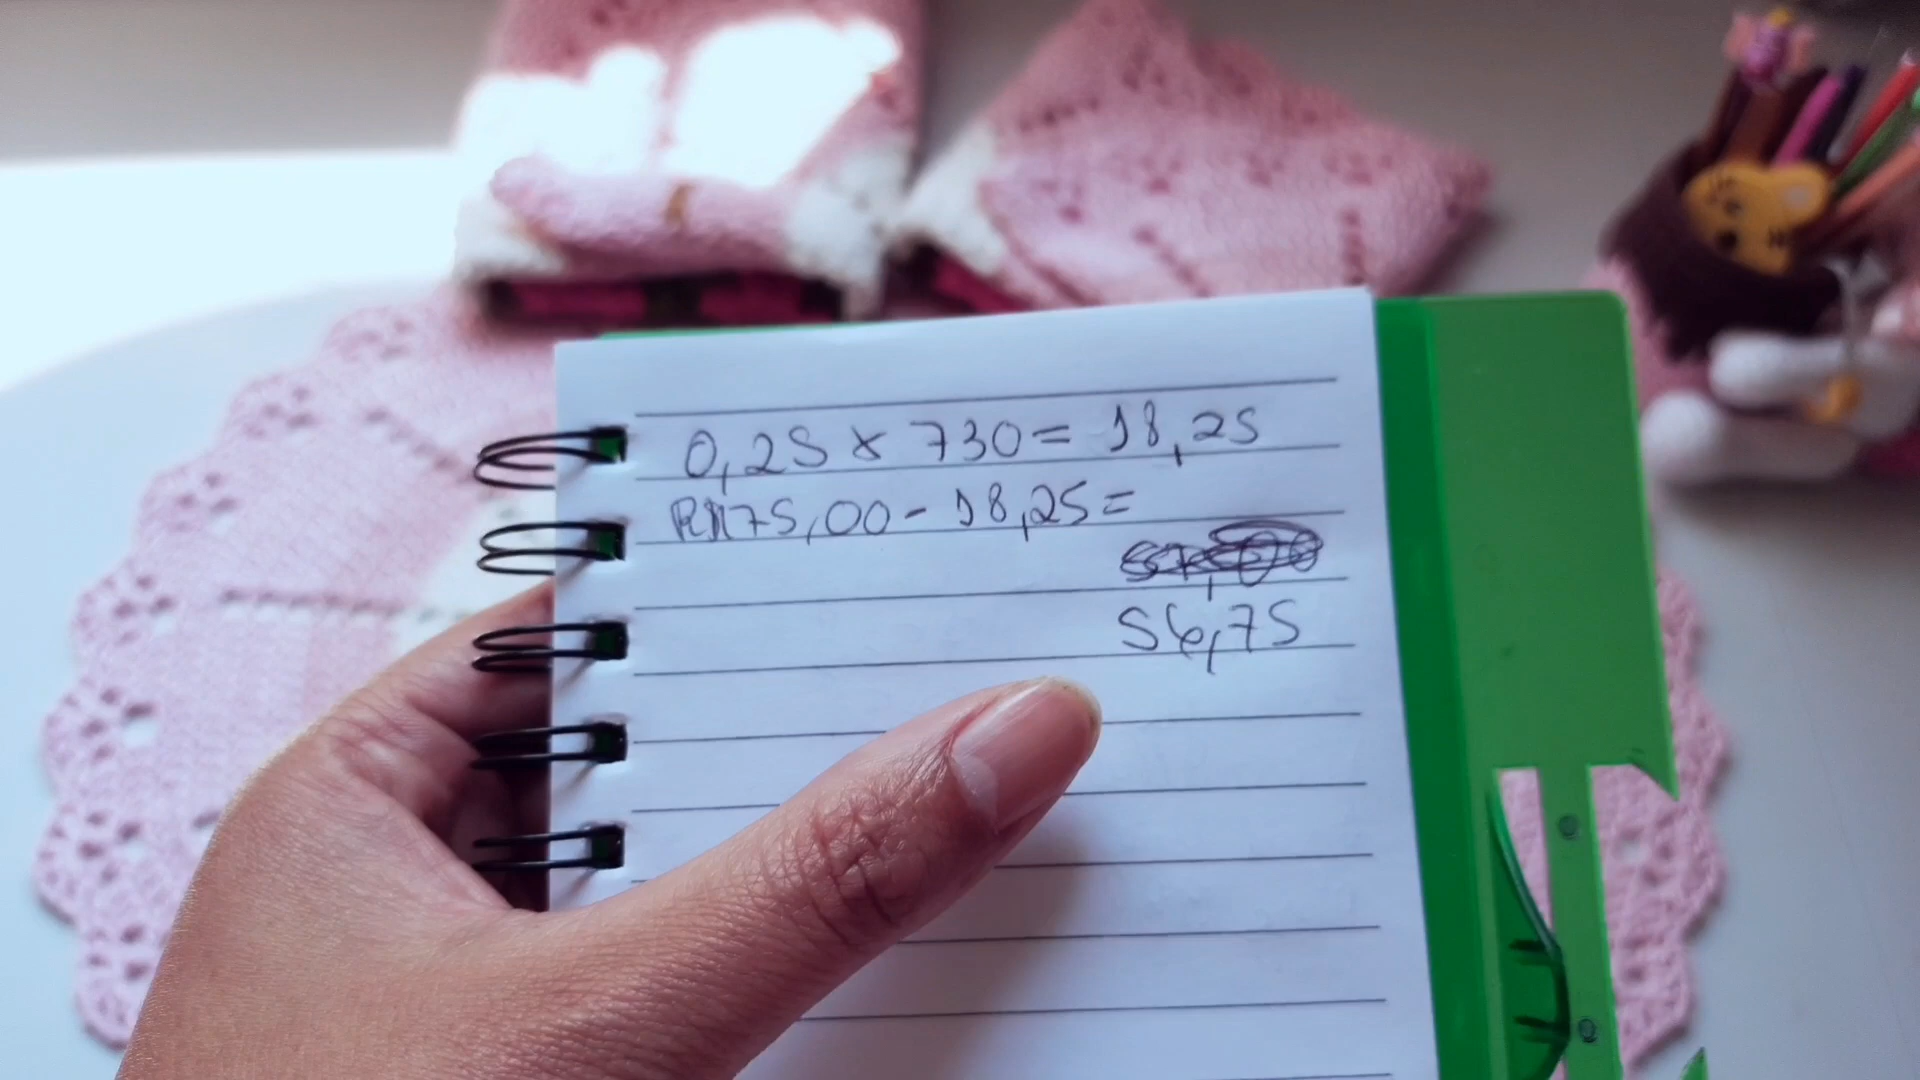 0,25 x 730 = 18,25
R$75,00 - 18,25 =
56,75